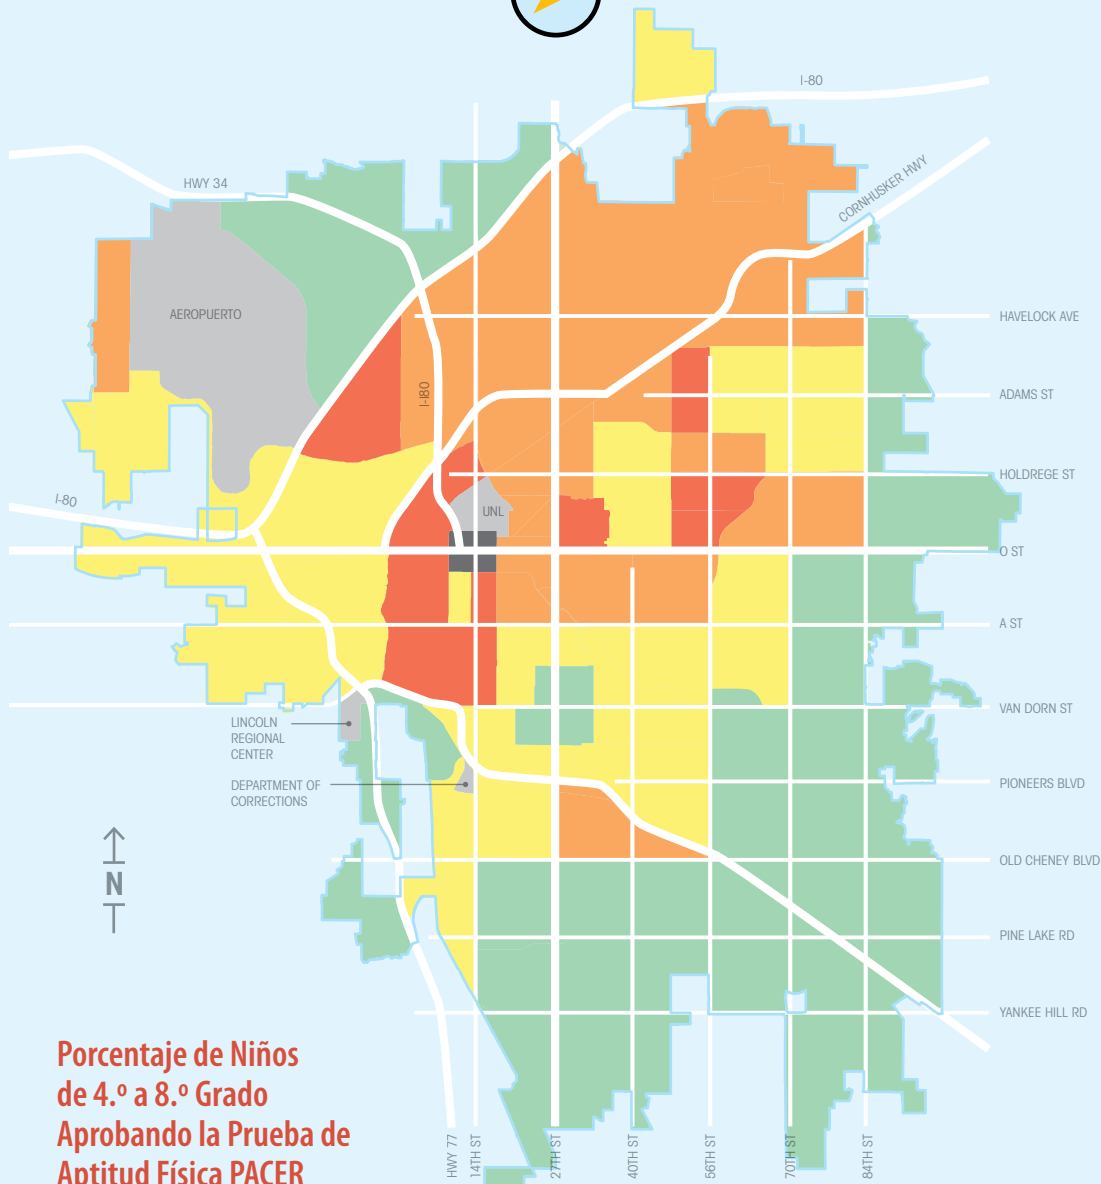 I-80
HWY 34
CORNHUSKER HWY
AEROPUERTO
HAVELOCK AVE
I-180
ADAMS ST
HOLDREGE ST
I-80
UNL
O ST
A ST
VAN DORN ST
LINCOLN
REGIONAL
CENTER
DEPARTMENT OF
CORRECTIONS
PIONEERS BLVD
OLD CHENEY BLVD
N
PINE LAKE RD
YANKEE HILL RD
Porcentaje de Niños
de 4.º a 8.º Grado
Aprobando la Prueba de
Aptitud Física PACER
HWY 77
14TH ST
27TH ST
40TH ST
56TH ST
70TH ST
84TH ST